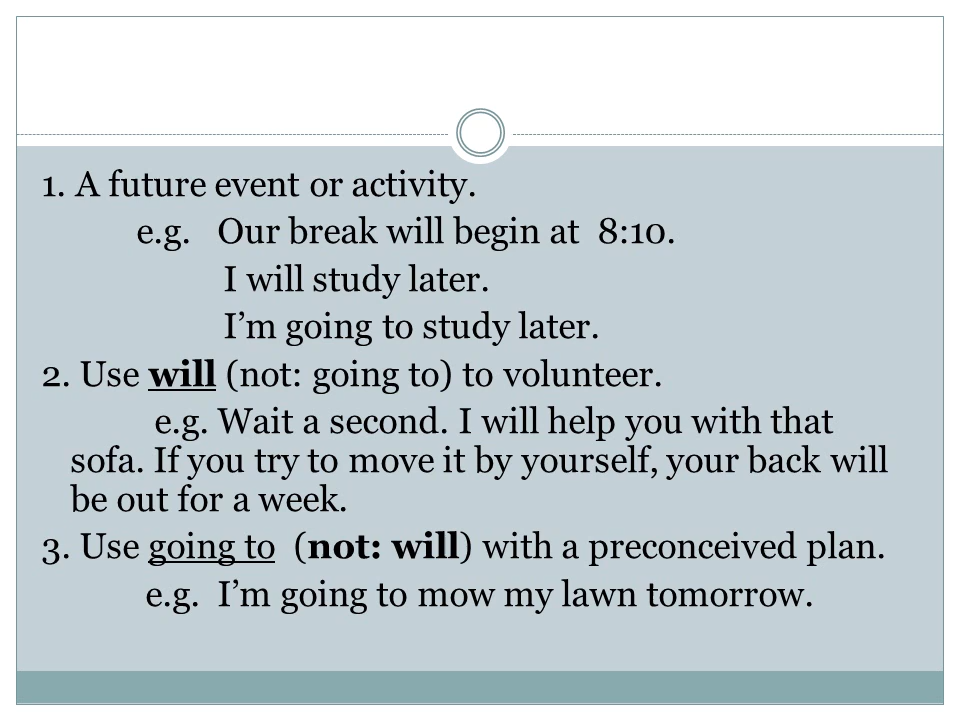 1. A future event or activity.
e.g. Our break will begin at 8:10.
I will study later.
I’m going to study later.
2. Use will (not: going to) to volunteer.
e.g. Wait a second. I will help you with that
sofa. If you try to move it by yourself, your back will
be out for a week.
3. Use going to (not: will) with a preconceived plan.
e.g. I’m going to mow my lawn tomorrow.